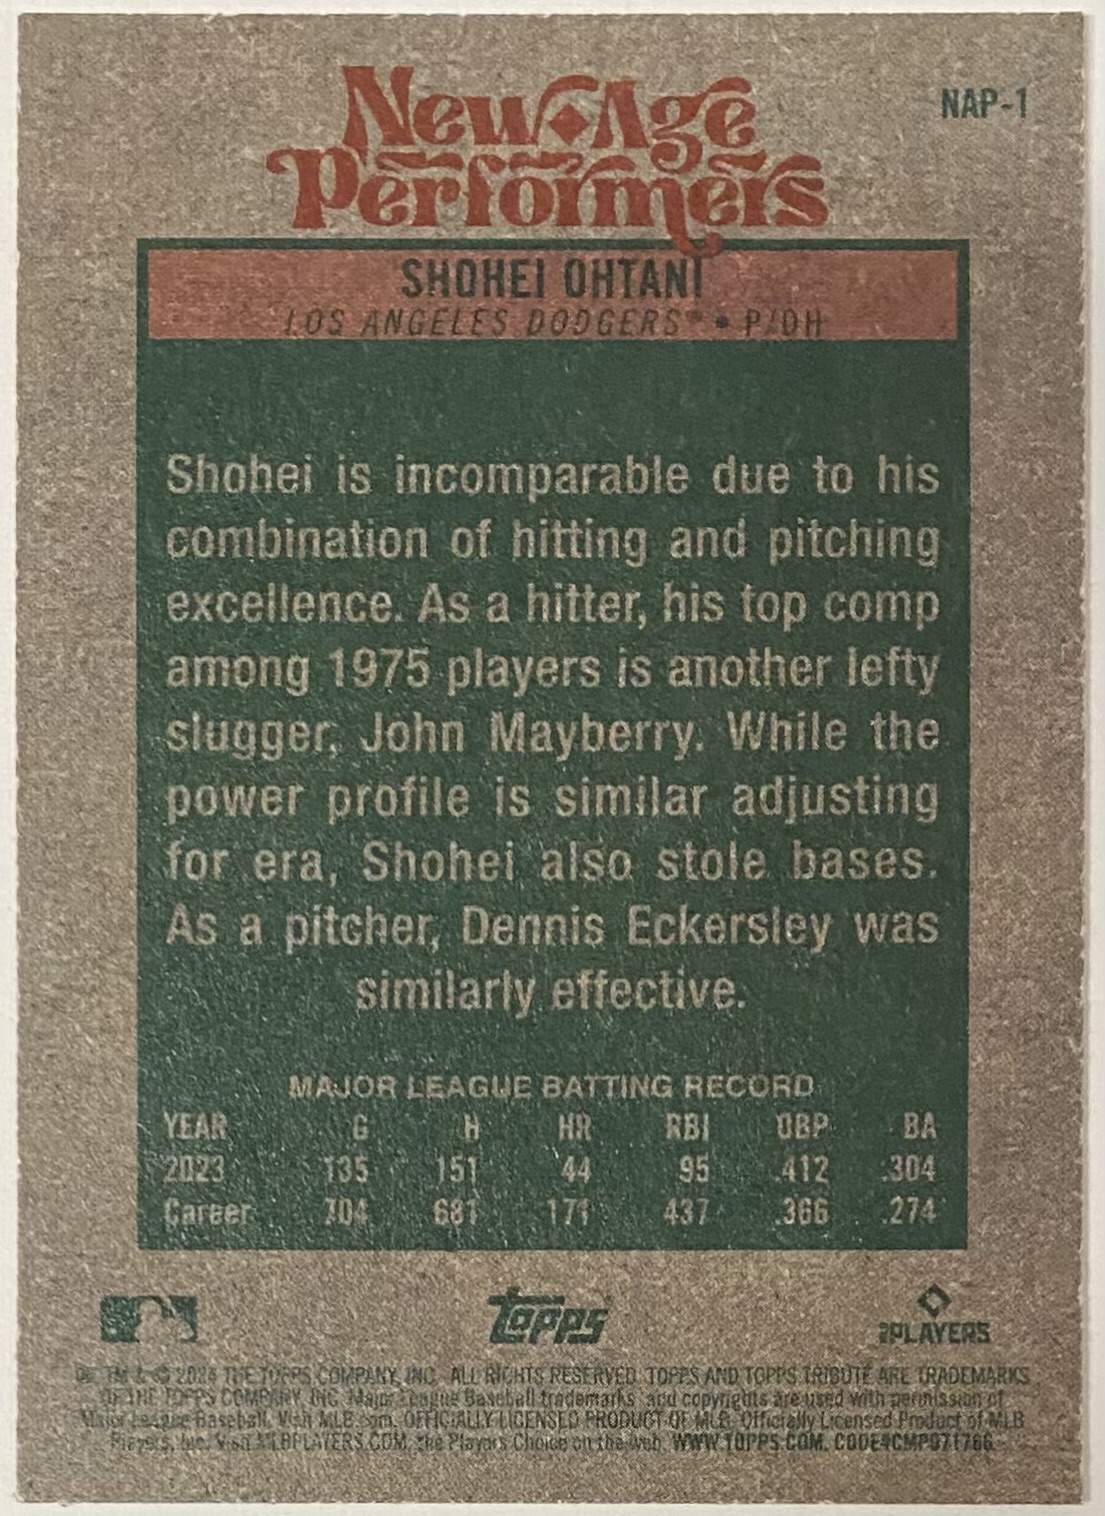 New Age
Performers
NAP-1
SHOHEI OHTANI
LOS ANGELES DODGERS® • P/DH
Shohei is incomparable due to his
combination of hitting and pitching
excellence. As a hitter, his top comp
among 1975 players is another lefty
slugger, John Mayberry. While the
power profile is similar adjusting
for era, Shohei also stole bases.
As a pitcher, Dennis Eckersley was
similarly effective.
MAJOR LEAGUE BATTING RECORD
YEAR G H HR RBI OBP BA
2023 135 151 44 95 .412 .304
Career 704 681 171 437 .366 .274
Topps
PLAYERS
® TM & © 2024 THE TOPPS COMPANY, INC. ALL RIGHTS RESERVED. TOPPS AND TOPPS TRIBUTE ARE TRADEMARKS
OF THE TOPPS COMPANY, INC. Major League Baseball trademarks and copyrights are used with permission of
Major League Baseball. Visit MLB.com. OFFICIALLY LICENSED PRODUCT OF MLB Officially Licensed Product of MLB
Players, Inc. Visit MLBPLAYERS.COM, the Players Choice on the web. WWW.TOPPS.COM. CODE#CMP071766